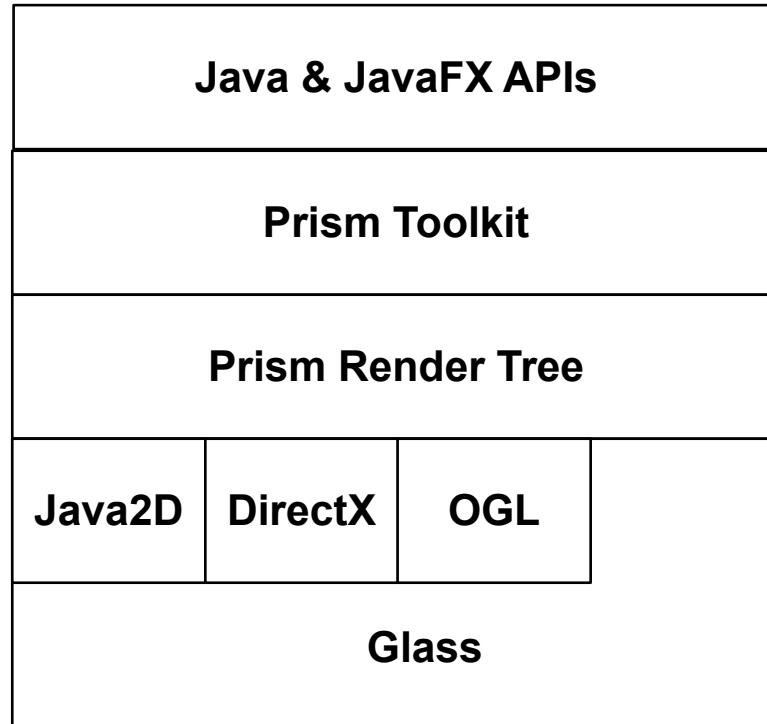 Java & JavaFX APIs
Prism Toolkit
Prism Render Tree
Java2D DirectX OGL
Glass